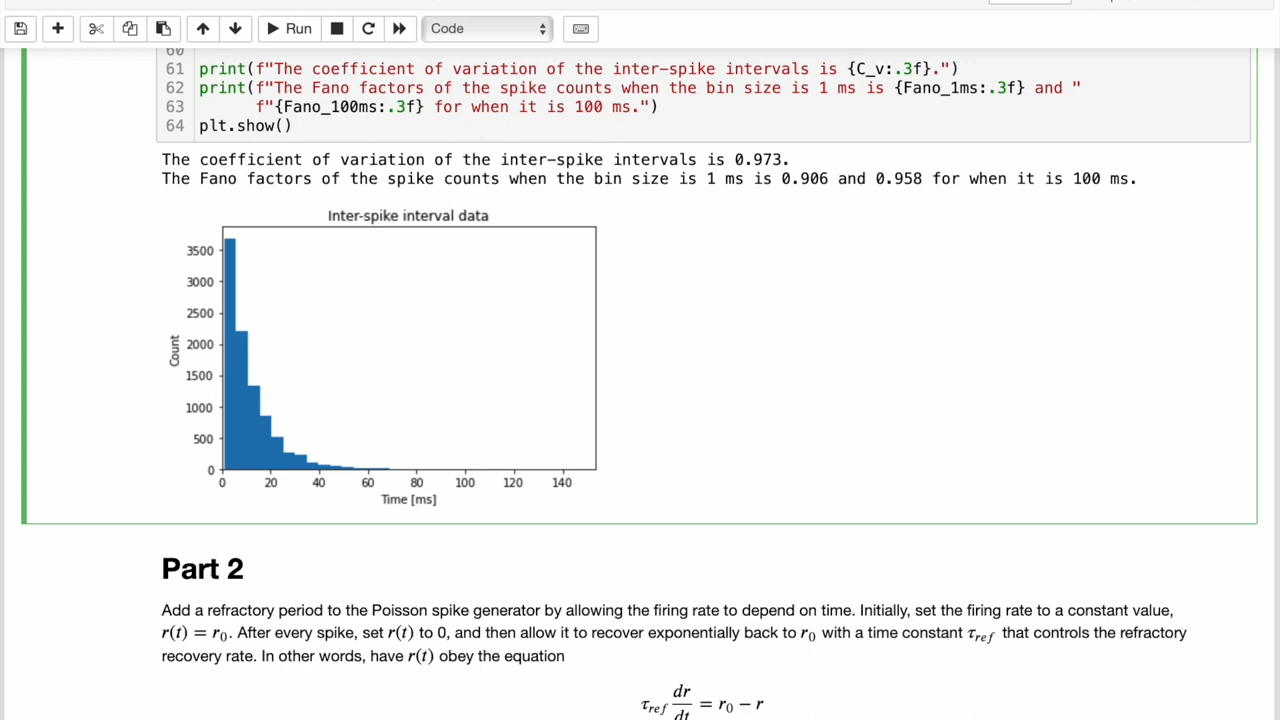 Run
Code
60
61 print(f"The coefficient of variation of the inter-spike intervals is {C_v:.3f}.")
62 print(f"The Fano factors of the spike counts when the bin size is 1 ms is {Fano_1ms:.3f} and "
63 f"{Fano_100ms:.3f} for when it is 100 ms.")
64 plt.show()
The coefficient of variation of the inter-spike intervals is 0.973.
The Fano factors of the spike counts when the bin size is 1 ms is 0.906 and 0.958 for when it is 100 ms.
Inter-spike interval data
3500
3000
2500
2000
1500
1000
500
0
Count
0 20 40 60 80 100 120 140
Time [ms]
Part 2
Add a refractory period to the Poisson spike generator by allowing the firing rate to depend on time. Initially, set the firing rate to a constant value,
r(t) = r₀. After every spike, set r(t) to 0, and then allow it to recover exponentially back to r₀ with a time constant τ_ref that controls the refractory
recovery rate. In other words, have r(t) obey the equation
τ_ref dr/dt = r₀ − r